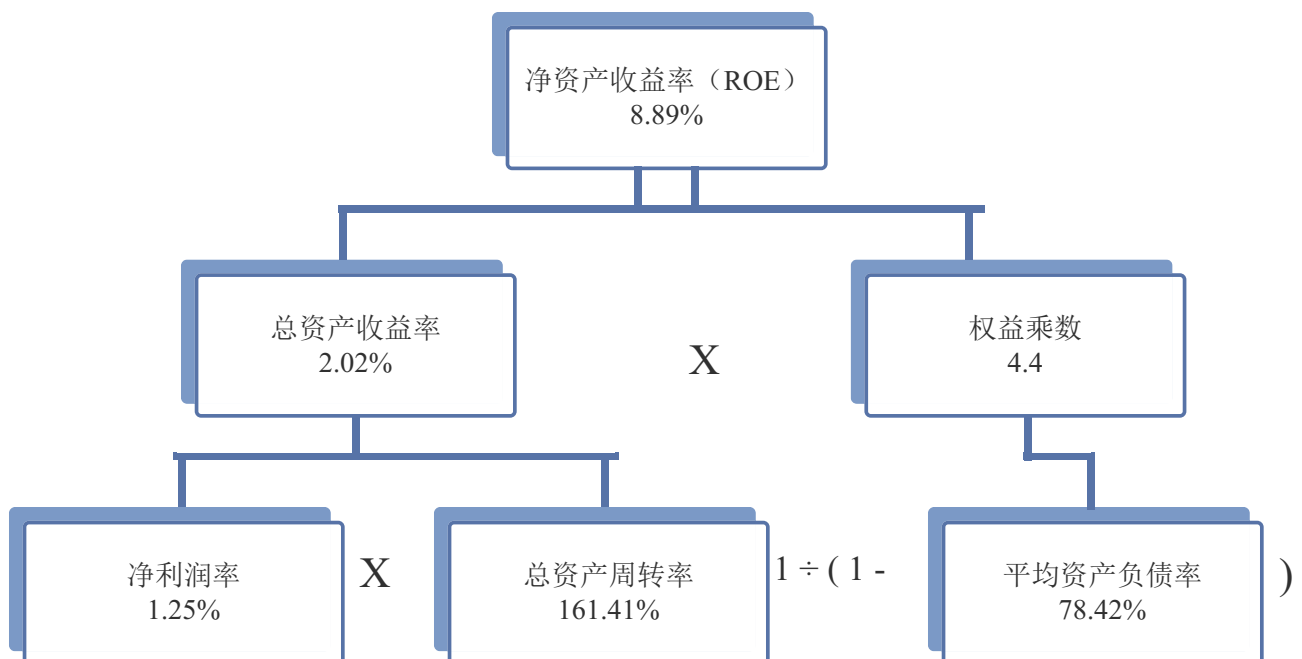 净资产收益率（ROE）
8.89%
总资产收益率
2.02%
X
权益乘数
4.4
净利润率
1.25%
X
总资产周转率
161.41%
1 ÷ ( 1 -
平均资产负债率
78.42%
)